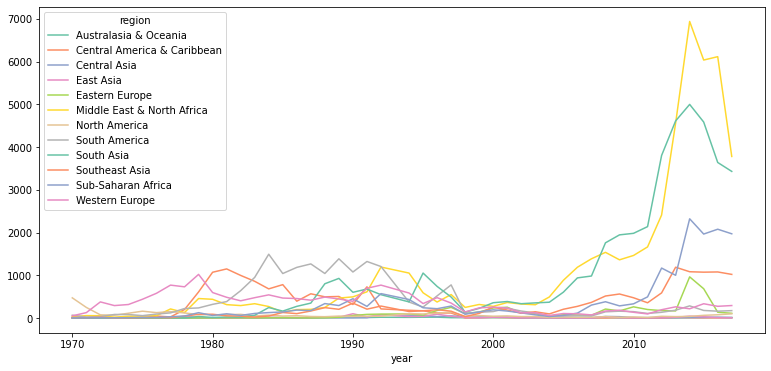 region
Australasia & Oceania
Central America & Caribbean
Central Asia
East Asia
Eastern Europe
Middle East & North Africa
North America
South America
South Asia
Southeast Asia
Sub-Saharan Africa
Western Europe
7000
6000
5000
4000
3000
2000
1000
0
1970 1980 1990 2000 2010
year